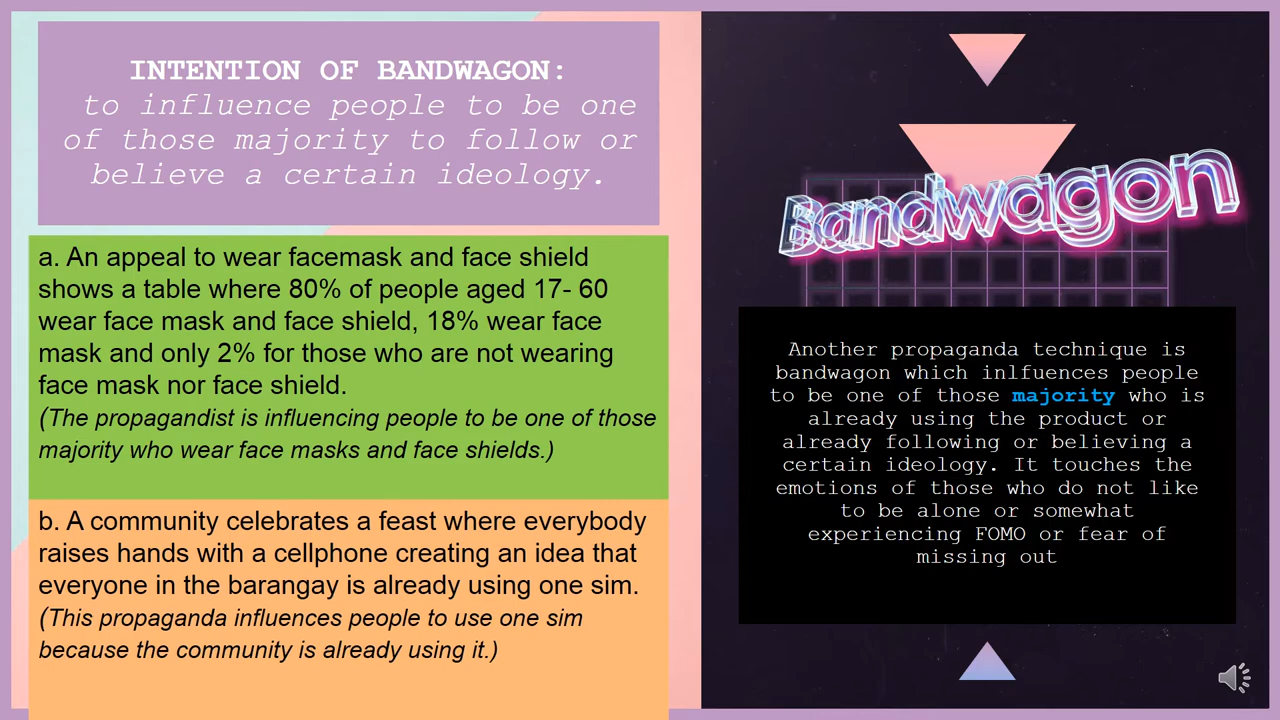 INTENTION OF BANDWAGON:
to influence people to be one
of those majority to follow or
believe a certain ideology.
a. An appeal to wear facemask and face shield
shows a table where 80% of people aged 17- 60
wear face mask and face shield, 18% wear face
mask and only 2% for those who are not wearing
face mask nor face shield.
(The propagandist is influencing people to be one of those
majority who wear face masks and face shields.)
b. A community celebrates a feast where everybody
raises hands with a cellphone creating an idea that
everyone in the barangay is already using one sim.
(This propaganda influences people to use one sim
because the community is already using it.)
Bandwagon
Another propaganda technique is
bandwagon which inlfuences people
to be one of those majority who is
already using the product or
already following or believing a
certain ideology. It touches the
emotions of those who do not like
to be alone or somewhat
experiencing FOMO or fear of
missing out